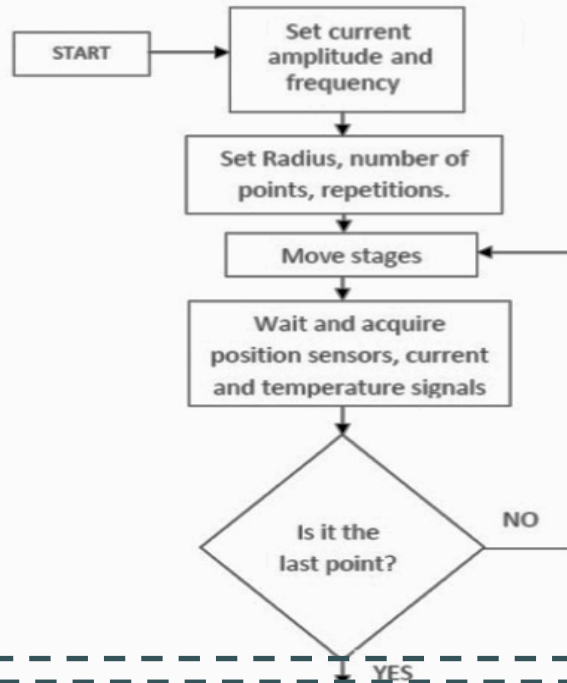 START
Set current
amplitude and
frequency
Set Radius, number of
points, repetitions.
Move stages
Wait and acquire
position sensors, current
and temperature signals
Is it the
last point?
NO
YES